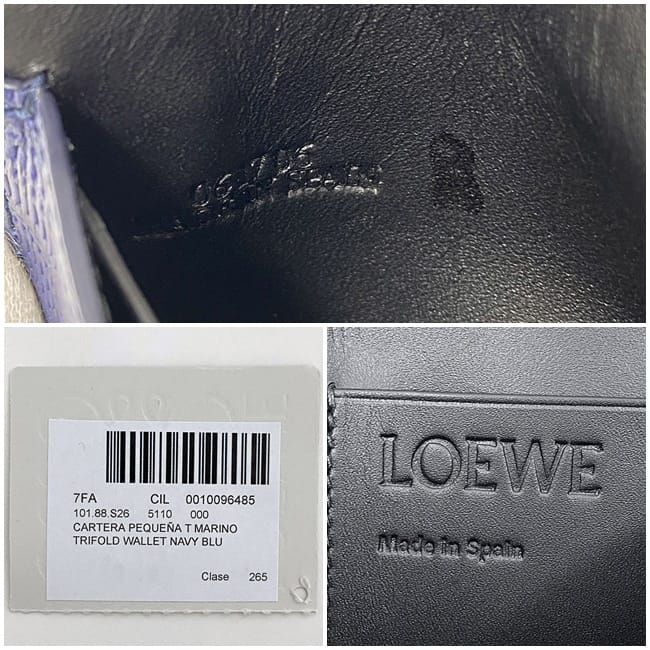 7FA CIL 0010096485
101.88.S26 5110 000
CARTERA PEQUEÑA T MARINO
TRIFOLD WALLET NAVY BLU
Clase 265
LOEWE
Made in Spain